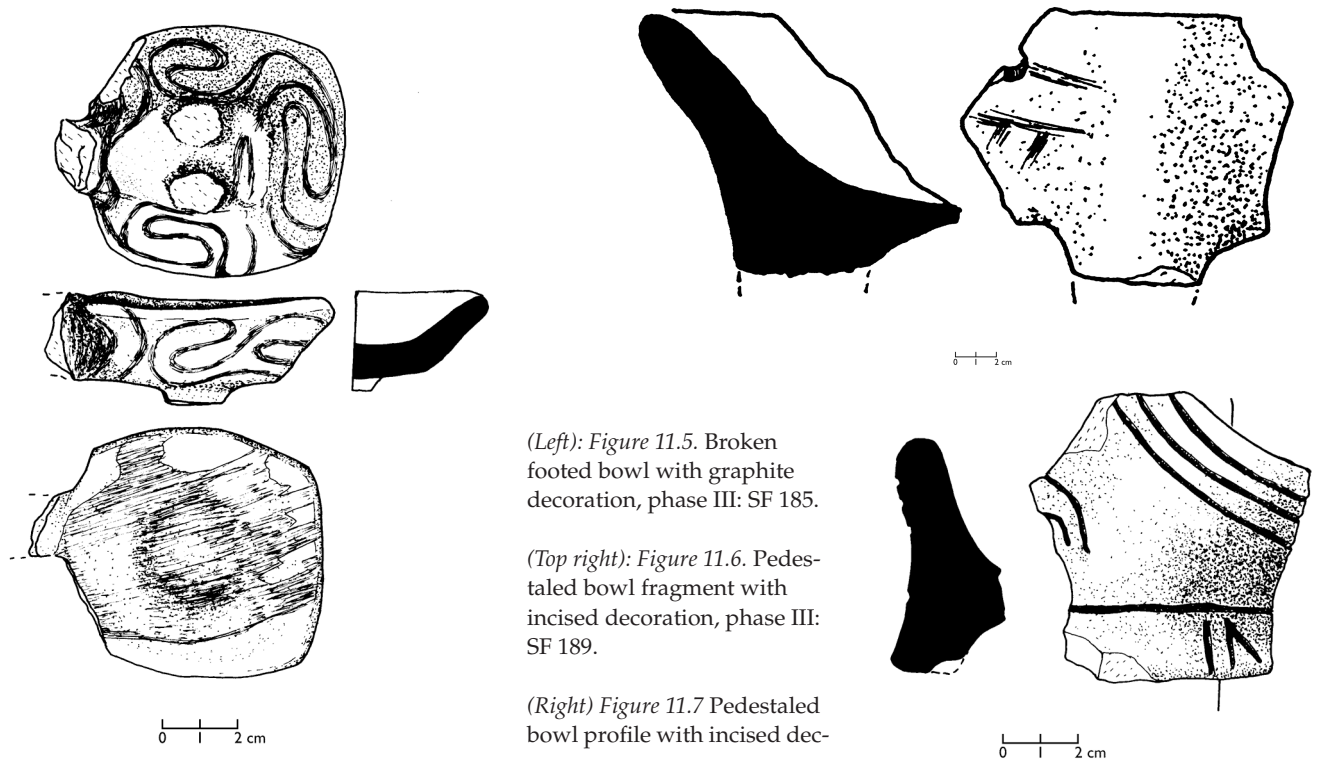 (Left): Figure 11.5. Broken
footed bowl with graphite
decoration, phase III: SF 185.
(Top right): Figure 11.6. Pedes-
taled bowl fragment with
incised decoration, phase III:
SF 189.
(Right) Figure 11.7 Pedestaled
bowl profile with incised dec-
0 1 2 cm
0 1 2 cm
0 1 2 cm